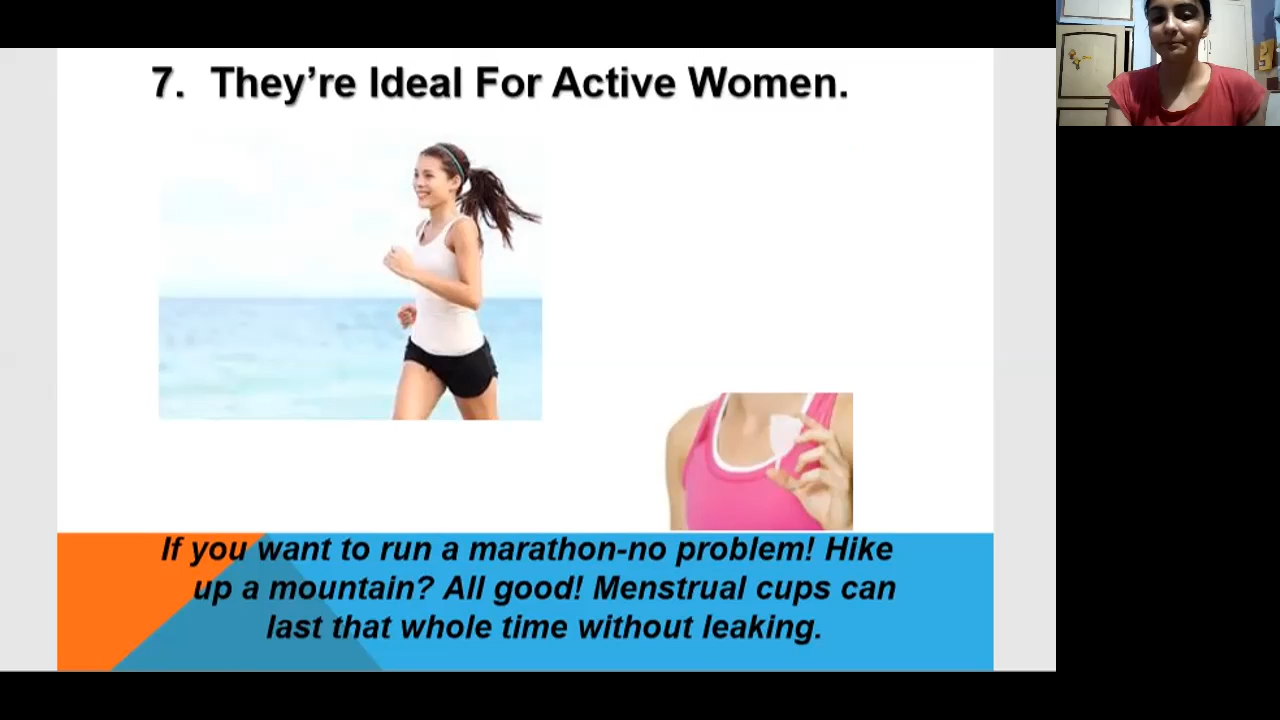 7. They’re Ideal For Active Women.
If you want to run a marathon-no problem! Hike
up a mountain? All good! Menstrual cups can
last that whole time without leaking.